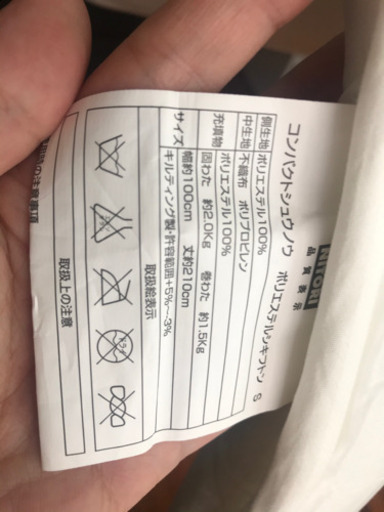 NITORI
品質表示
コンパクトシュウノウ ポリエステルシキフトン S
側生地 ポリエステル100%
中生地 不織布 ポリプロピレン
充填物 ポリエステル100%
固わた 約2.0Kg 巻わた 約1.5Kg
サイズ 幅約100cm 丈約210cm
キルティング製・許容範囲+5%~-3%
取扱絵表示
ドライ
取扱上の注意